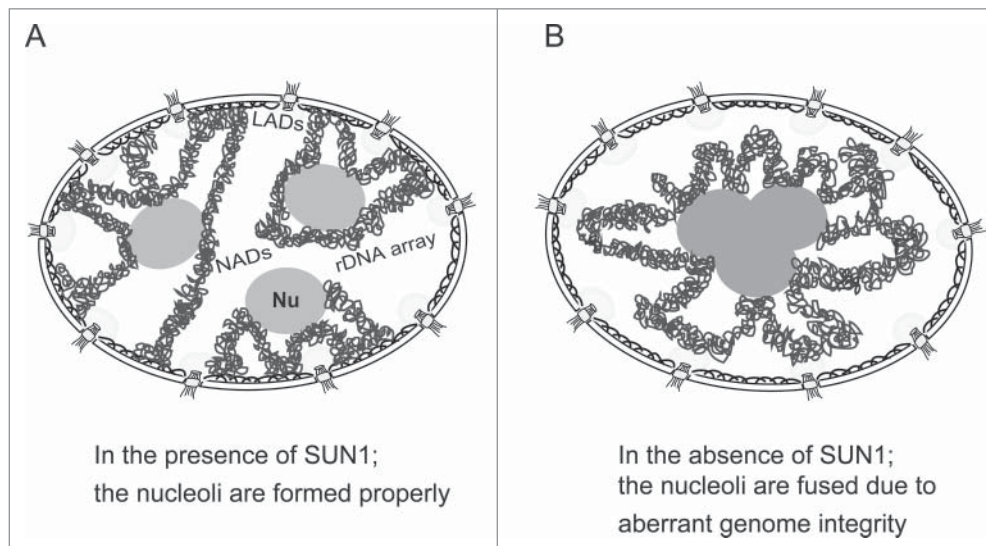 A
LADs
NADs
rDNA array
Nu
In the presence of SUN1;
the nucleoli are formed properly
B
In the absence of SUN1;
the nucleoli are fused due to
aberrant genome integrity